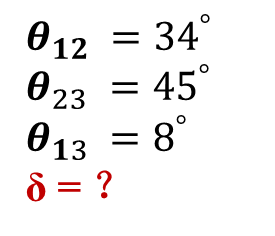 θ₁₂ = 34°
θ₂₃ = 45°
θ₁₃ = 8°
δ = ?